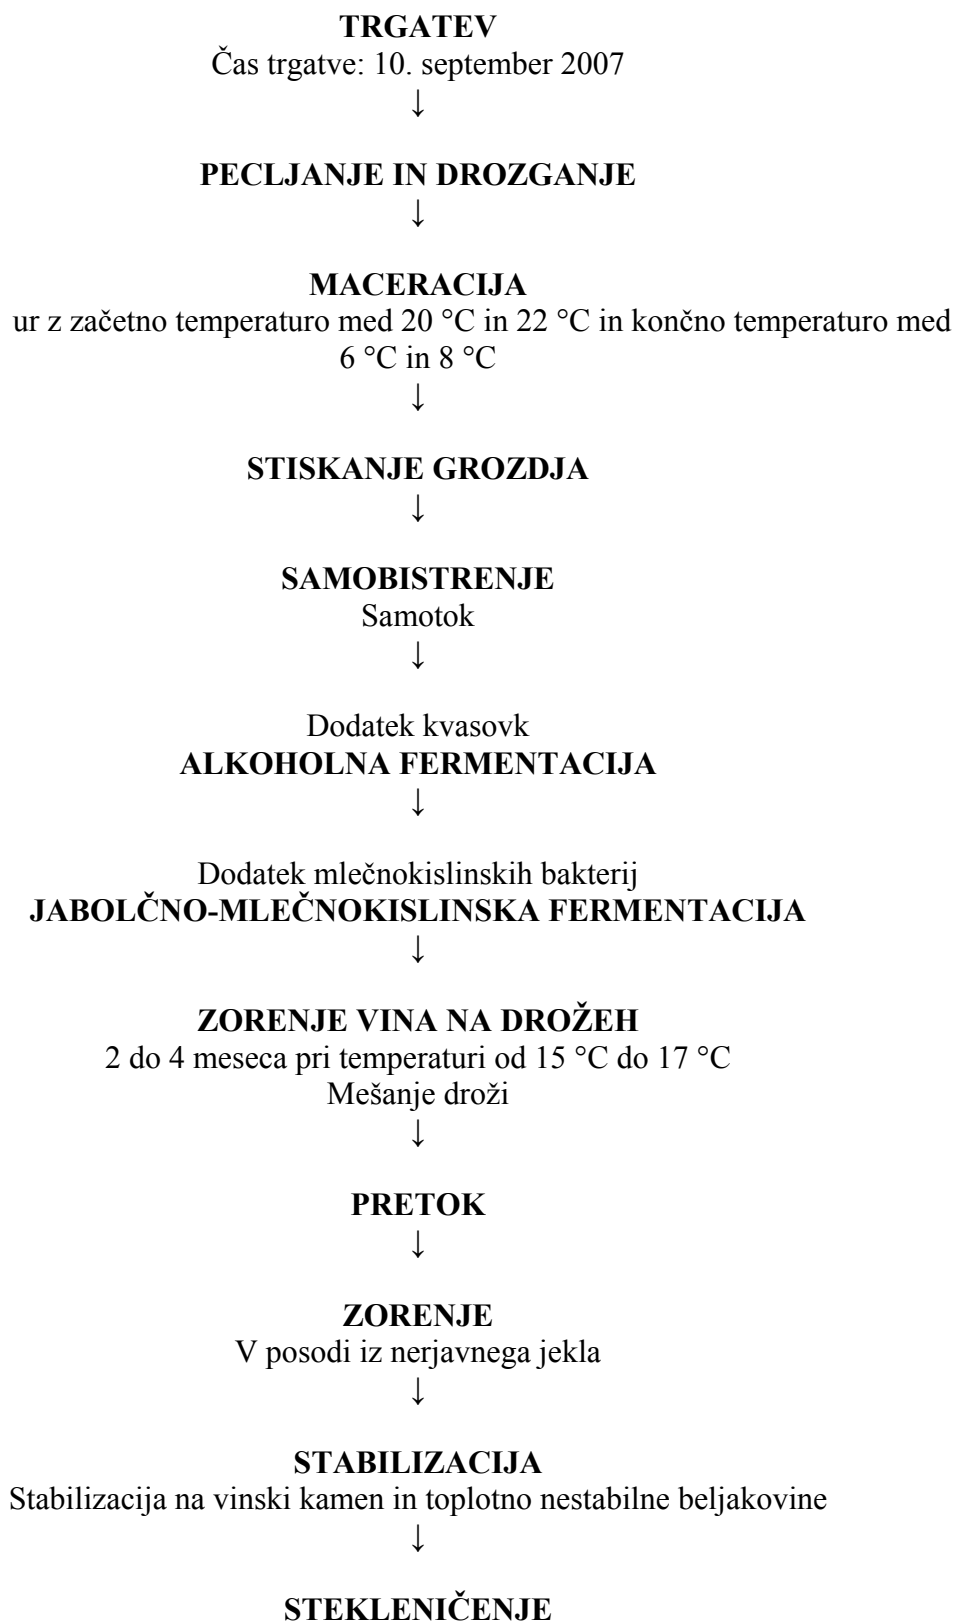 TRGATEV
Čas trgatve: 10. september 2007
↓
PECLJANJE IN DROZGANJE
↓
MACERACIJA
ur z začetno temperaturo med 20 °C in 22 °C in končno temperaturo med
6 °C in 8 °C
↓
STISKANJE GROZDJA
↓
SAMOBISTRENJE
Samotok
↓
Dodatek kvasovk
ALKOHOLNA FERMENTACIJA
↓
Dodatek mlečnokislinskih bakterij
JABOLČNO-MLEČNOKISLINSKA FERMENTACIJA
↓
ZORENJE VINA NA DROŽEH
2 do 4 meseca pri temperaturi od 15 °C do 17 °C
Mešanje droži
↓
PRETOK
↓
ZORENJE
V posodi iz nerjavnega jekla
↓
STABILIZACIJA
Stabilizacija na vinski kamen in toplotno nestabilne beljakovine
↓
STEKLENIČENJE